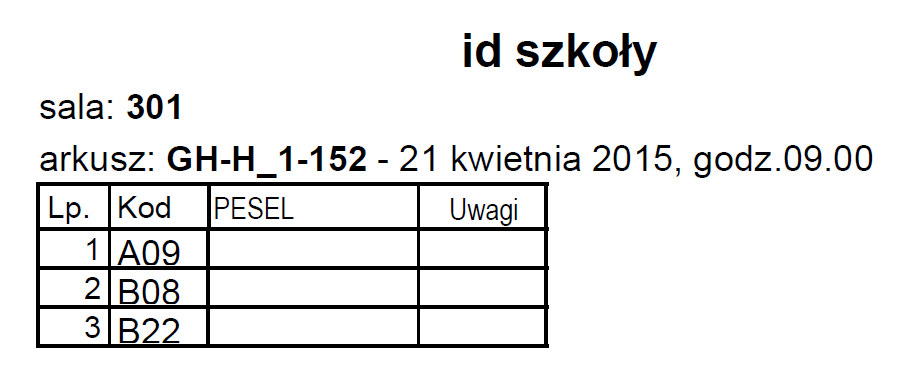 id szkoły
sala: 301
arkusz: GH-H_1-152 - 21 kwietnia 2015, godz.09.00
Lp. Kod PESEL Uwagi
1 A09
2 B08
3 B22